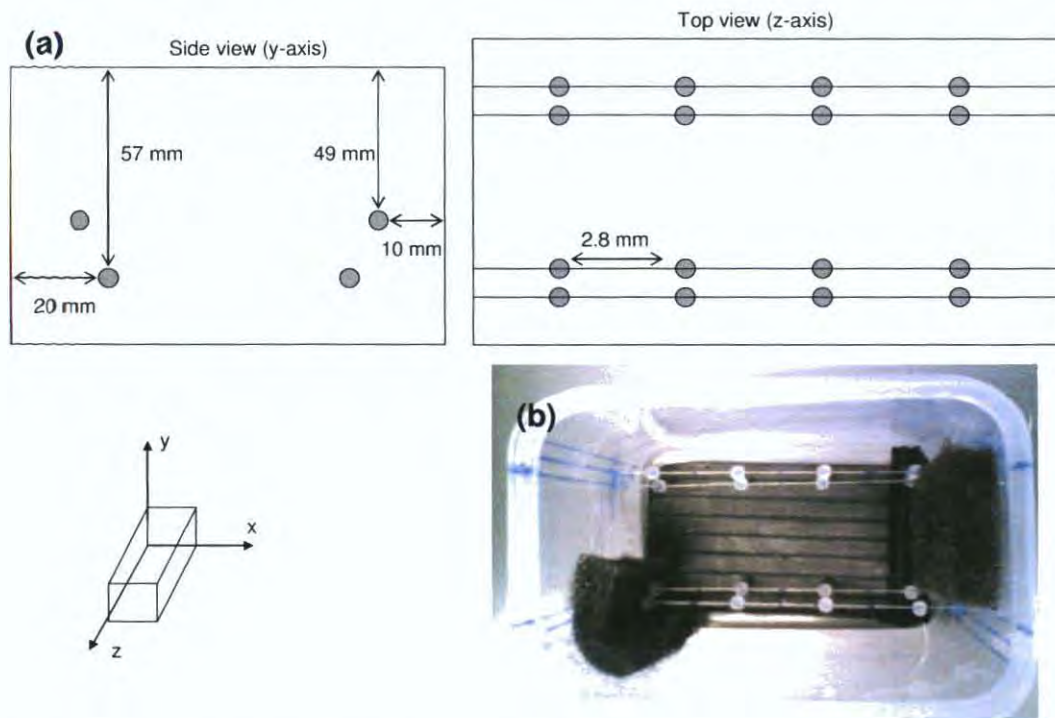 (a)
Side view (y-axis)
Top view (z-axis)
57 mm
49 mm
10 mm
20 mm
2.8 mm
(b)
y
x
z